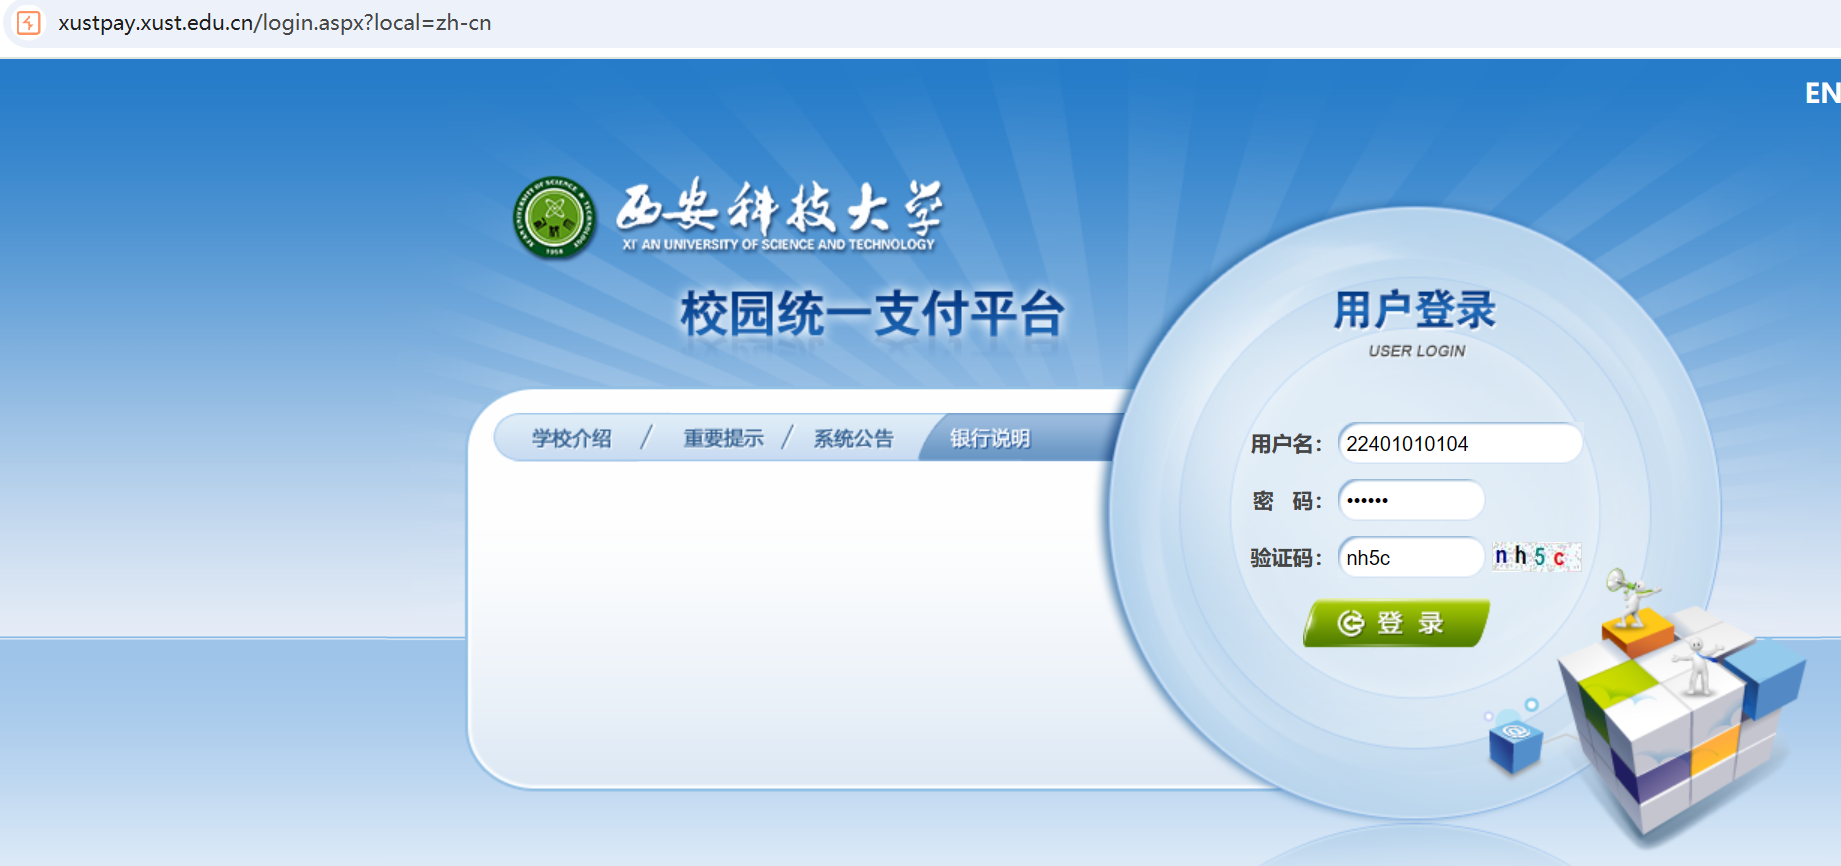 xustpay.xust.edu.cn/login.aspx?local=zh-cn
EN
西安科技大学
XI' AN UNIVERSITY OF SCIENCE AND TECHNOLOGY
校园统一支付平台
用户登录
USER LOGIN
学校介绍 / 重要提示 / 系统公告 银行说明
用户名： 22401010104
密 码： ••••••
验证码： nh5c nh5c
登 录
@